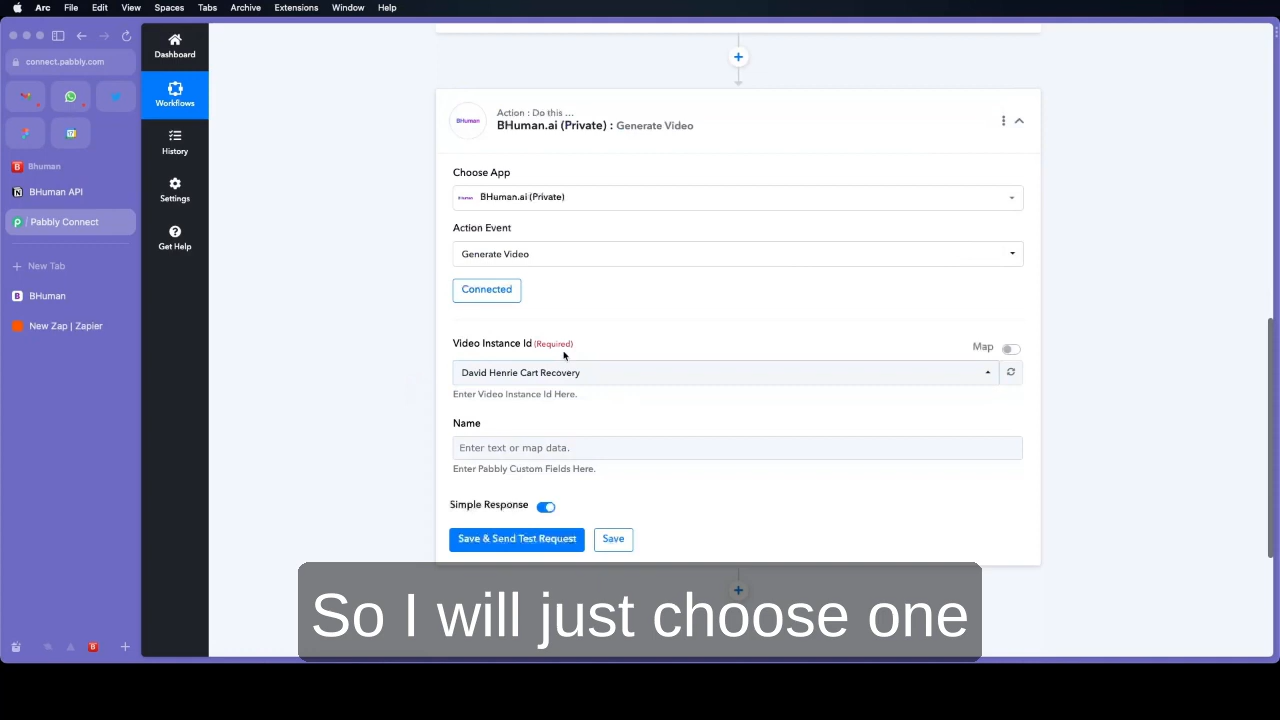 Arc File Edit View Spaces Tabs Archive Extensions Window Help
connect.pabbly.com
Bhuman
BHuman API
/ Pabbly Connect
New Tab
BHuman
New Zap | Zapier
Dashboard
Workflows
History
Settings
Get Help
BHuman
Action : Do this ...
BHuman.ai (Private) : Generate Video
Choose App
BHuman BHuman.ai (Private)
Action Event
Generate Video
Connected
Video Instance Id (Required)
Map
David Henrie Cart Recovery
Enter Video Instance Id Here.
Name
Enter text or map data.
Enter Pabbly Custom Fields Here.
Simple Response
Save & Send Test Request Save
So I will just choose one